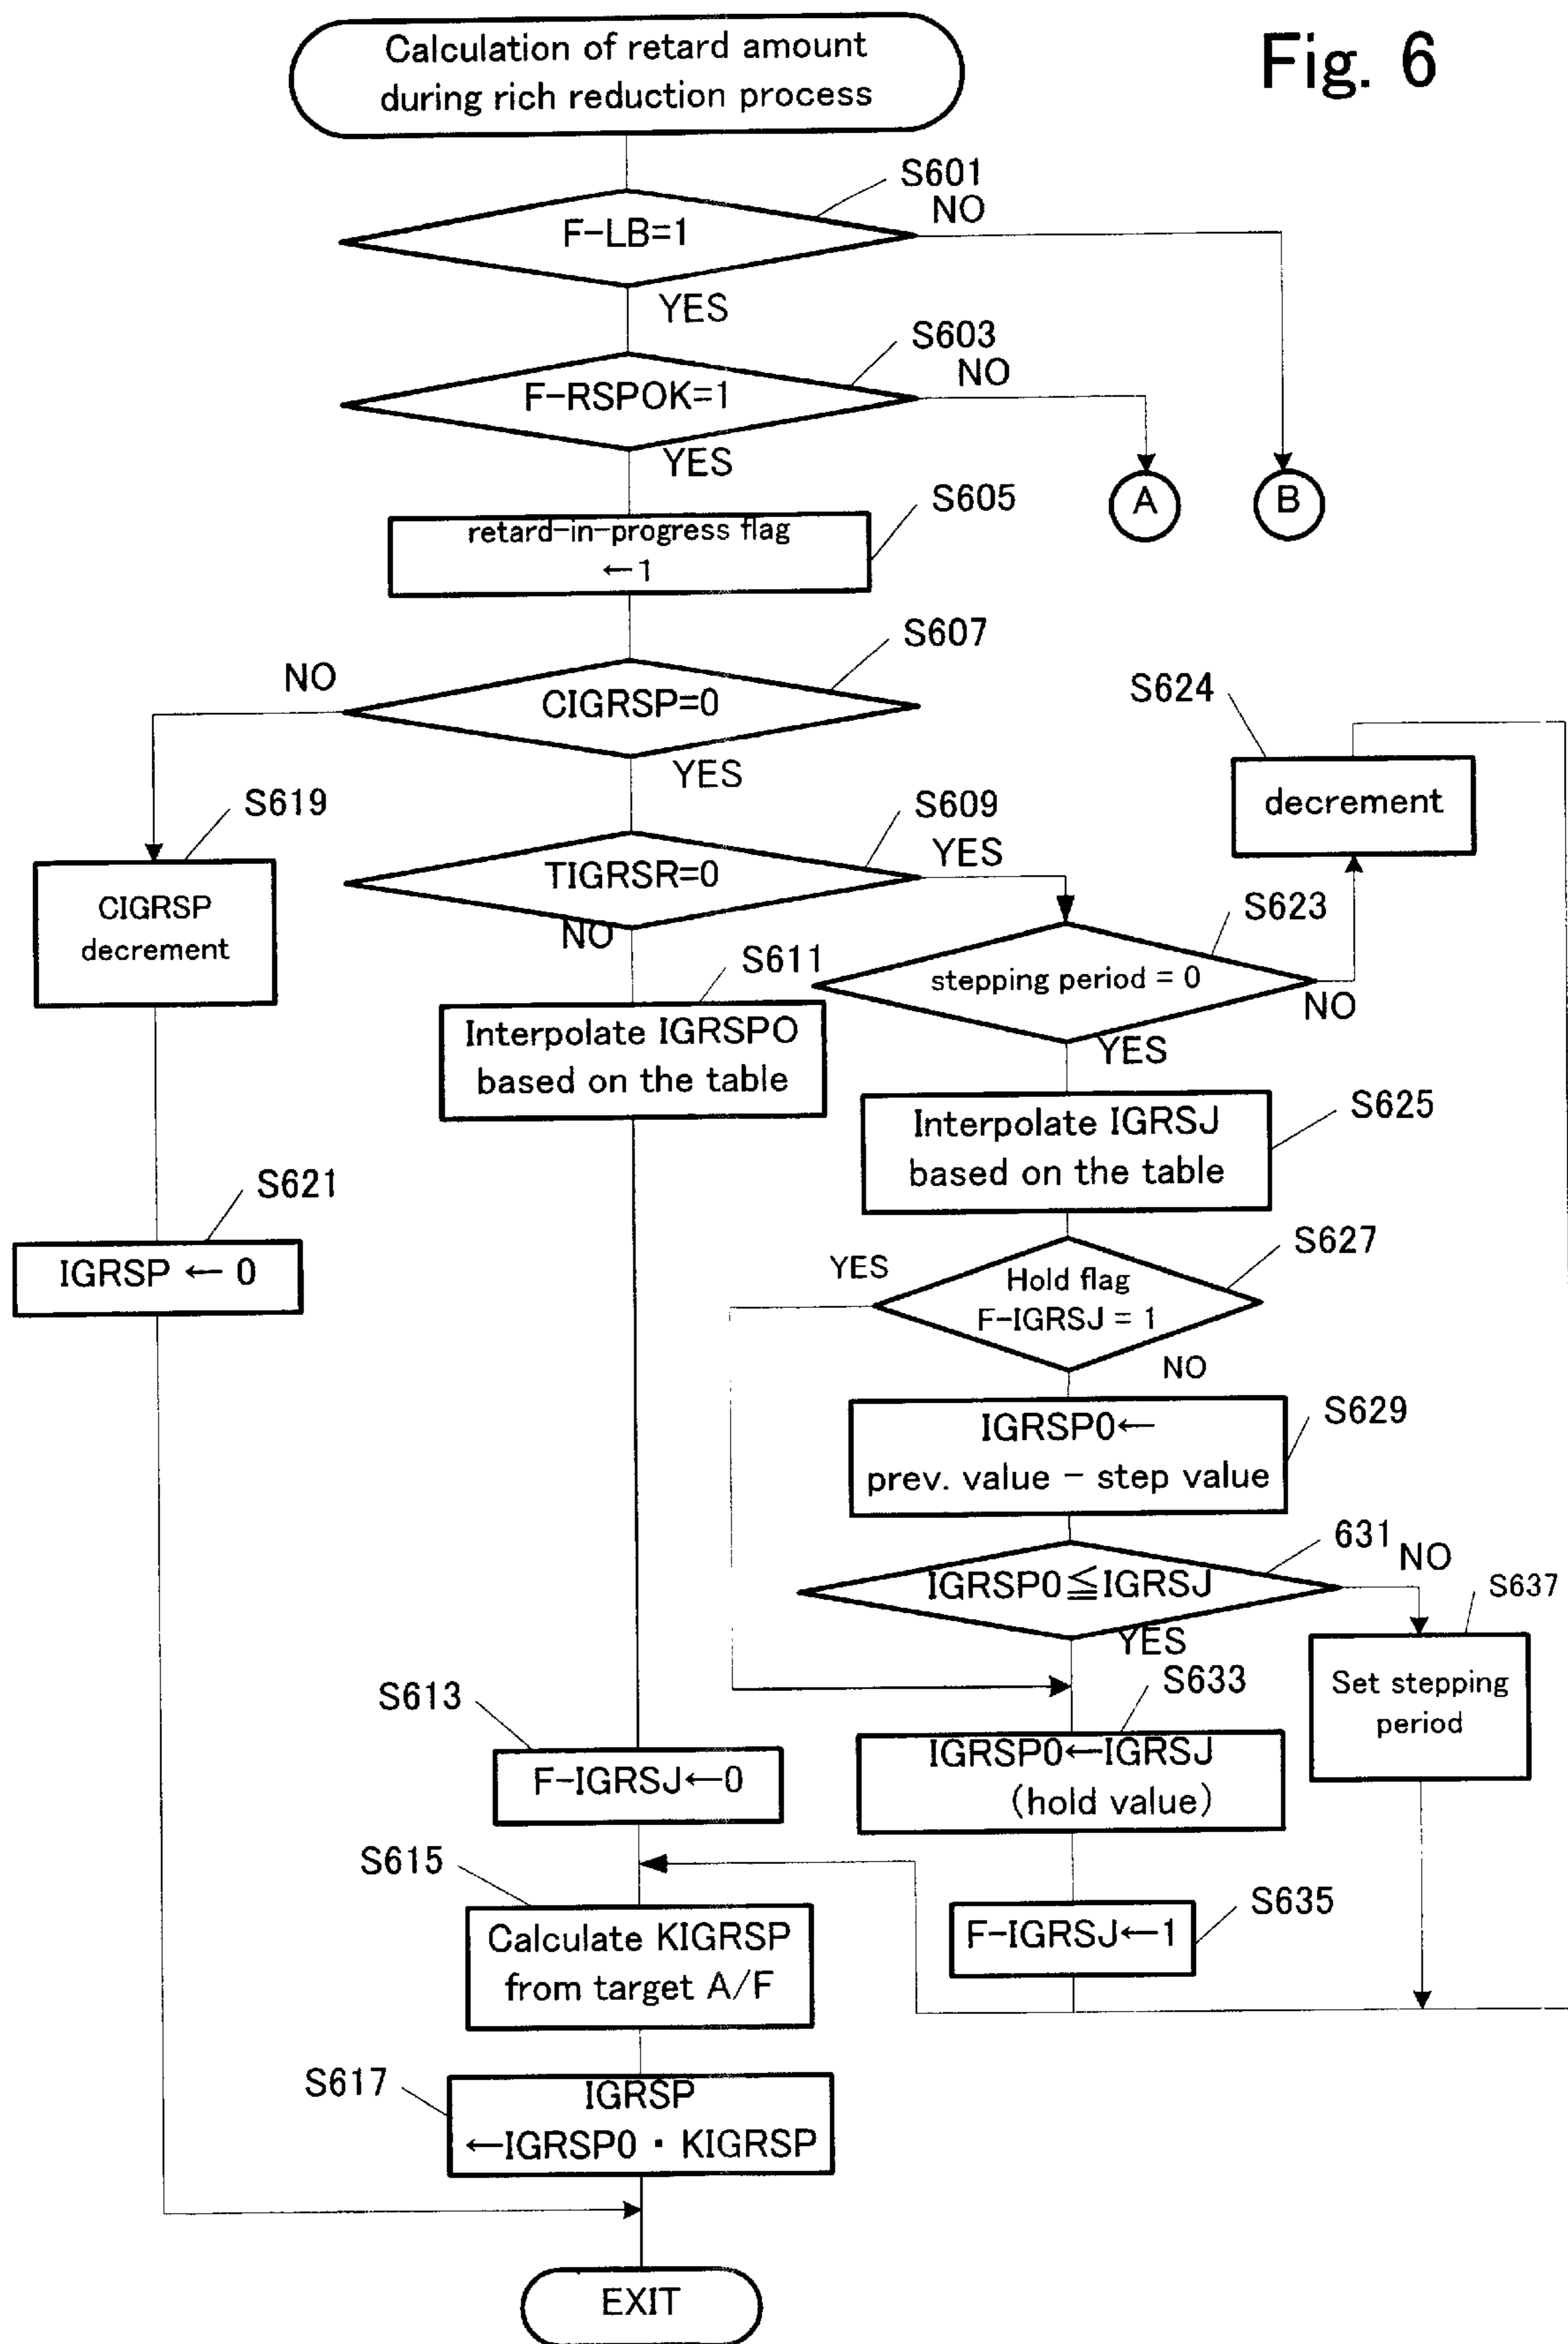 Fig. 6
Calculation of retard amount
during rich reduction process
S601
NO
F-LB=1
YES
S603
NO
F-RSPOK=1
YES
A
B
S605
retard-in-progress flag
←1
S607
NO
CIGRSP=0
YES
S624
decrement
S619
CIGRSP
decrement
S609
YES
TIGRSR=0
NO
S623
stepping period = 0
NO
YES
S611
Interpolate IGRSPO
based on the table
S625
Interpolate IGRSJ
based on the table
S621
IGRSP ← 0
S627
YES
Hold flag
F-IGRSJ = 1
NO
S629
IGRSP0←
prev. value - step value
631
NO
IGRSP0≦IGRSJ
YES
S637
Set stepping
period
S633
IGRSP0←IGRSJ
(hold value)
S613
F-IGRSJ←0
S635
F-IGRSJ←1
S615
Calculate KIGRSP
from target A/F
S617
IGRSP
←IGRSP0・KIGRSP
EXIT